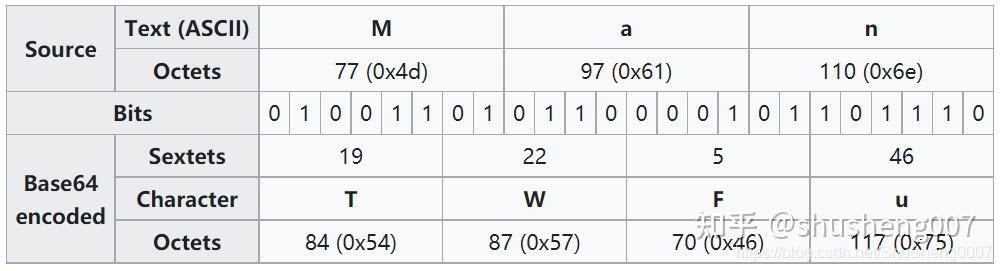 Source Text (ASCII) M a n
Octets 77 (0x4d) 97 (0x61) 110 (0x6e)
Bits 0 1 0 0 1 1 0 1 0 1 1 0 0 0 0 1 0 1 1 0 1 1 1 0
Base64 encoded Sextets 19 22 5 46
Character T W F u
Octets 84 (0x54) 87 (0x57) 70 (0x46) 117 (0x75)
知乎 @shusheng007
https://blog.csdn.net/ShuSheng0007